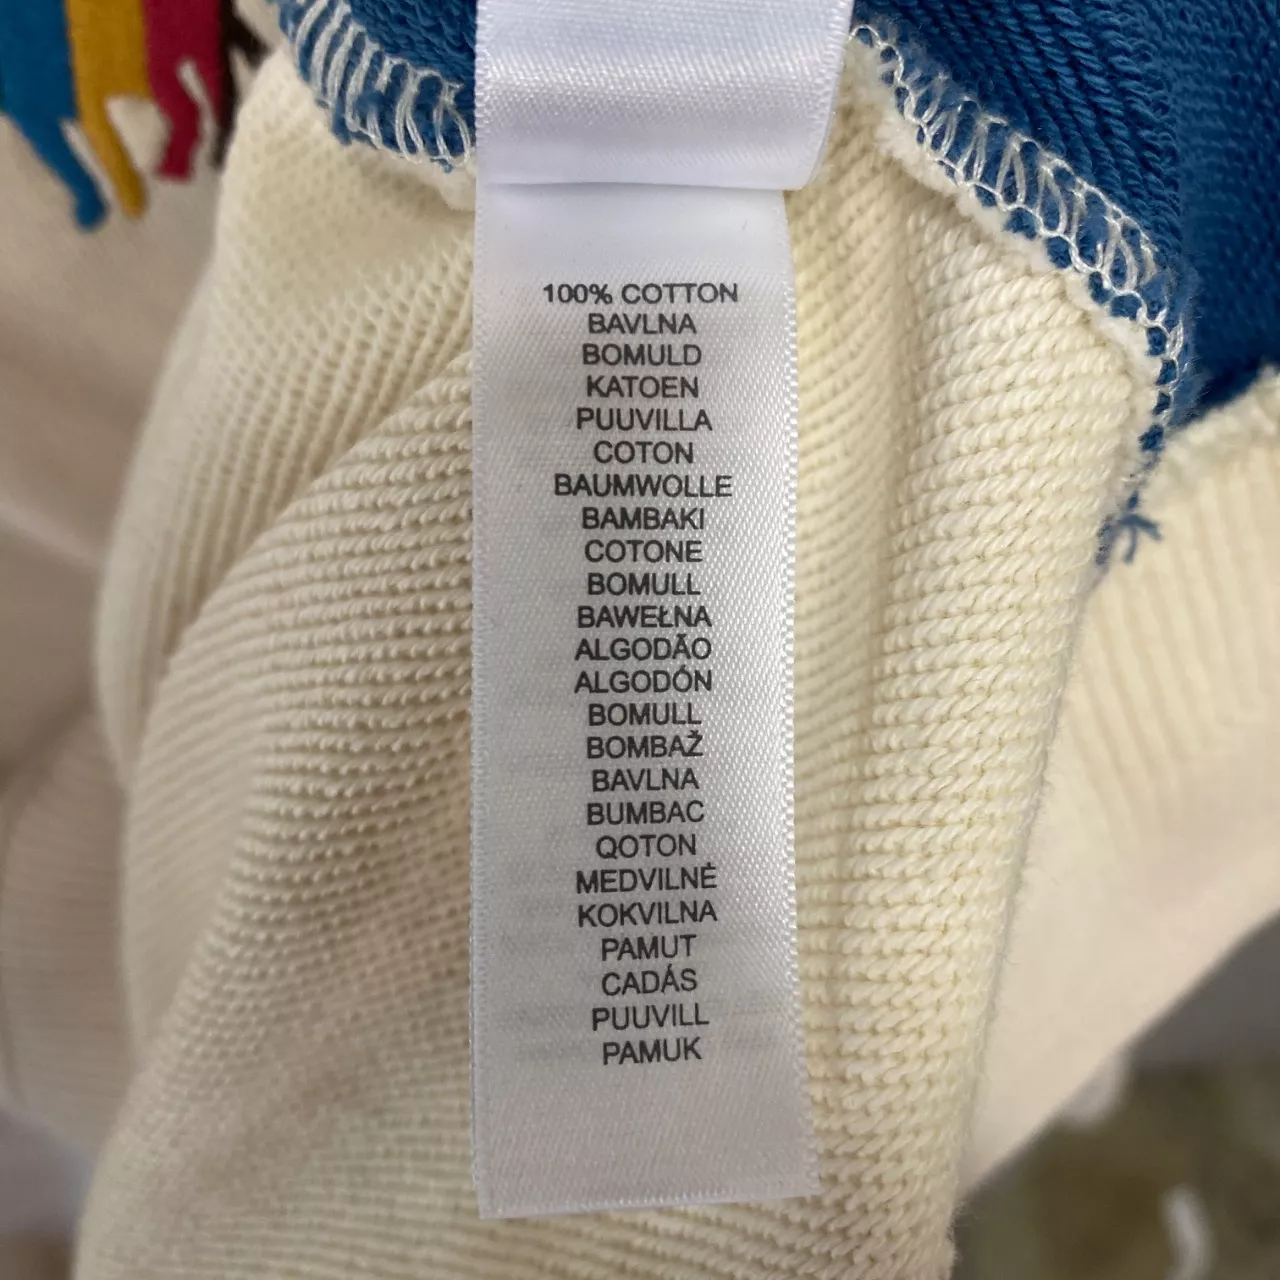 100% COTTON
BAVLNA
BOMULD
KATOEN
PUUVILLA
COTON
BAUMWOLLE
BAMBAKI
COTONE
BOMULL
BAWEŁNA
ALGODÃO
ALGODÓN
BOMULL
BOMBAŽ
BAVLNA
BUMBAC
QOTON
MEDVILNĖ
KOKVILNA
PAMUT
CADÁS
PUUVILL
PAMUK